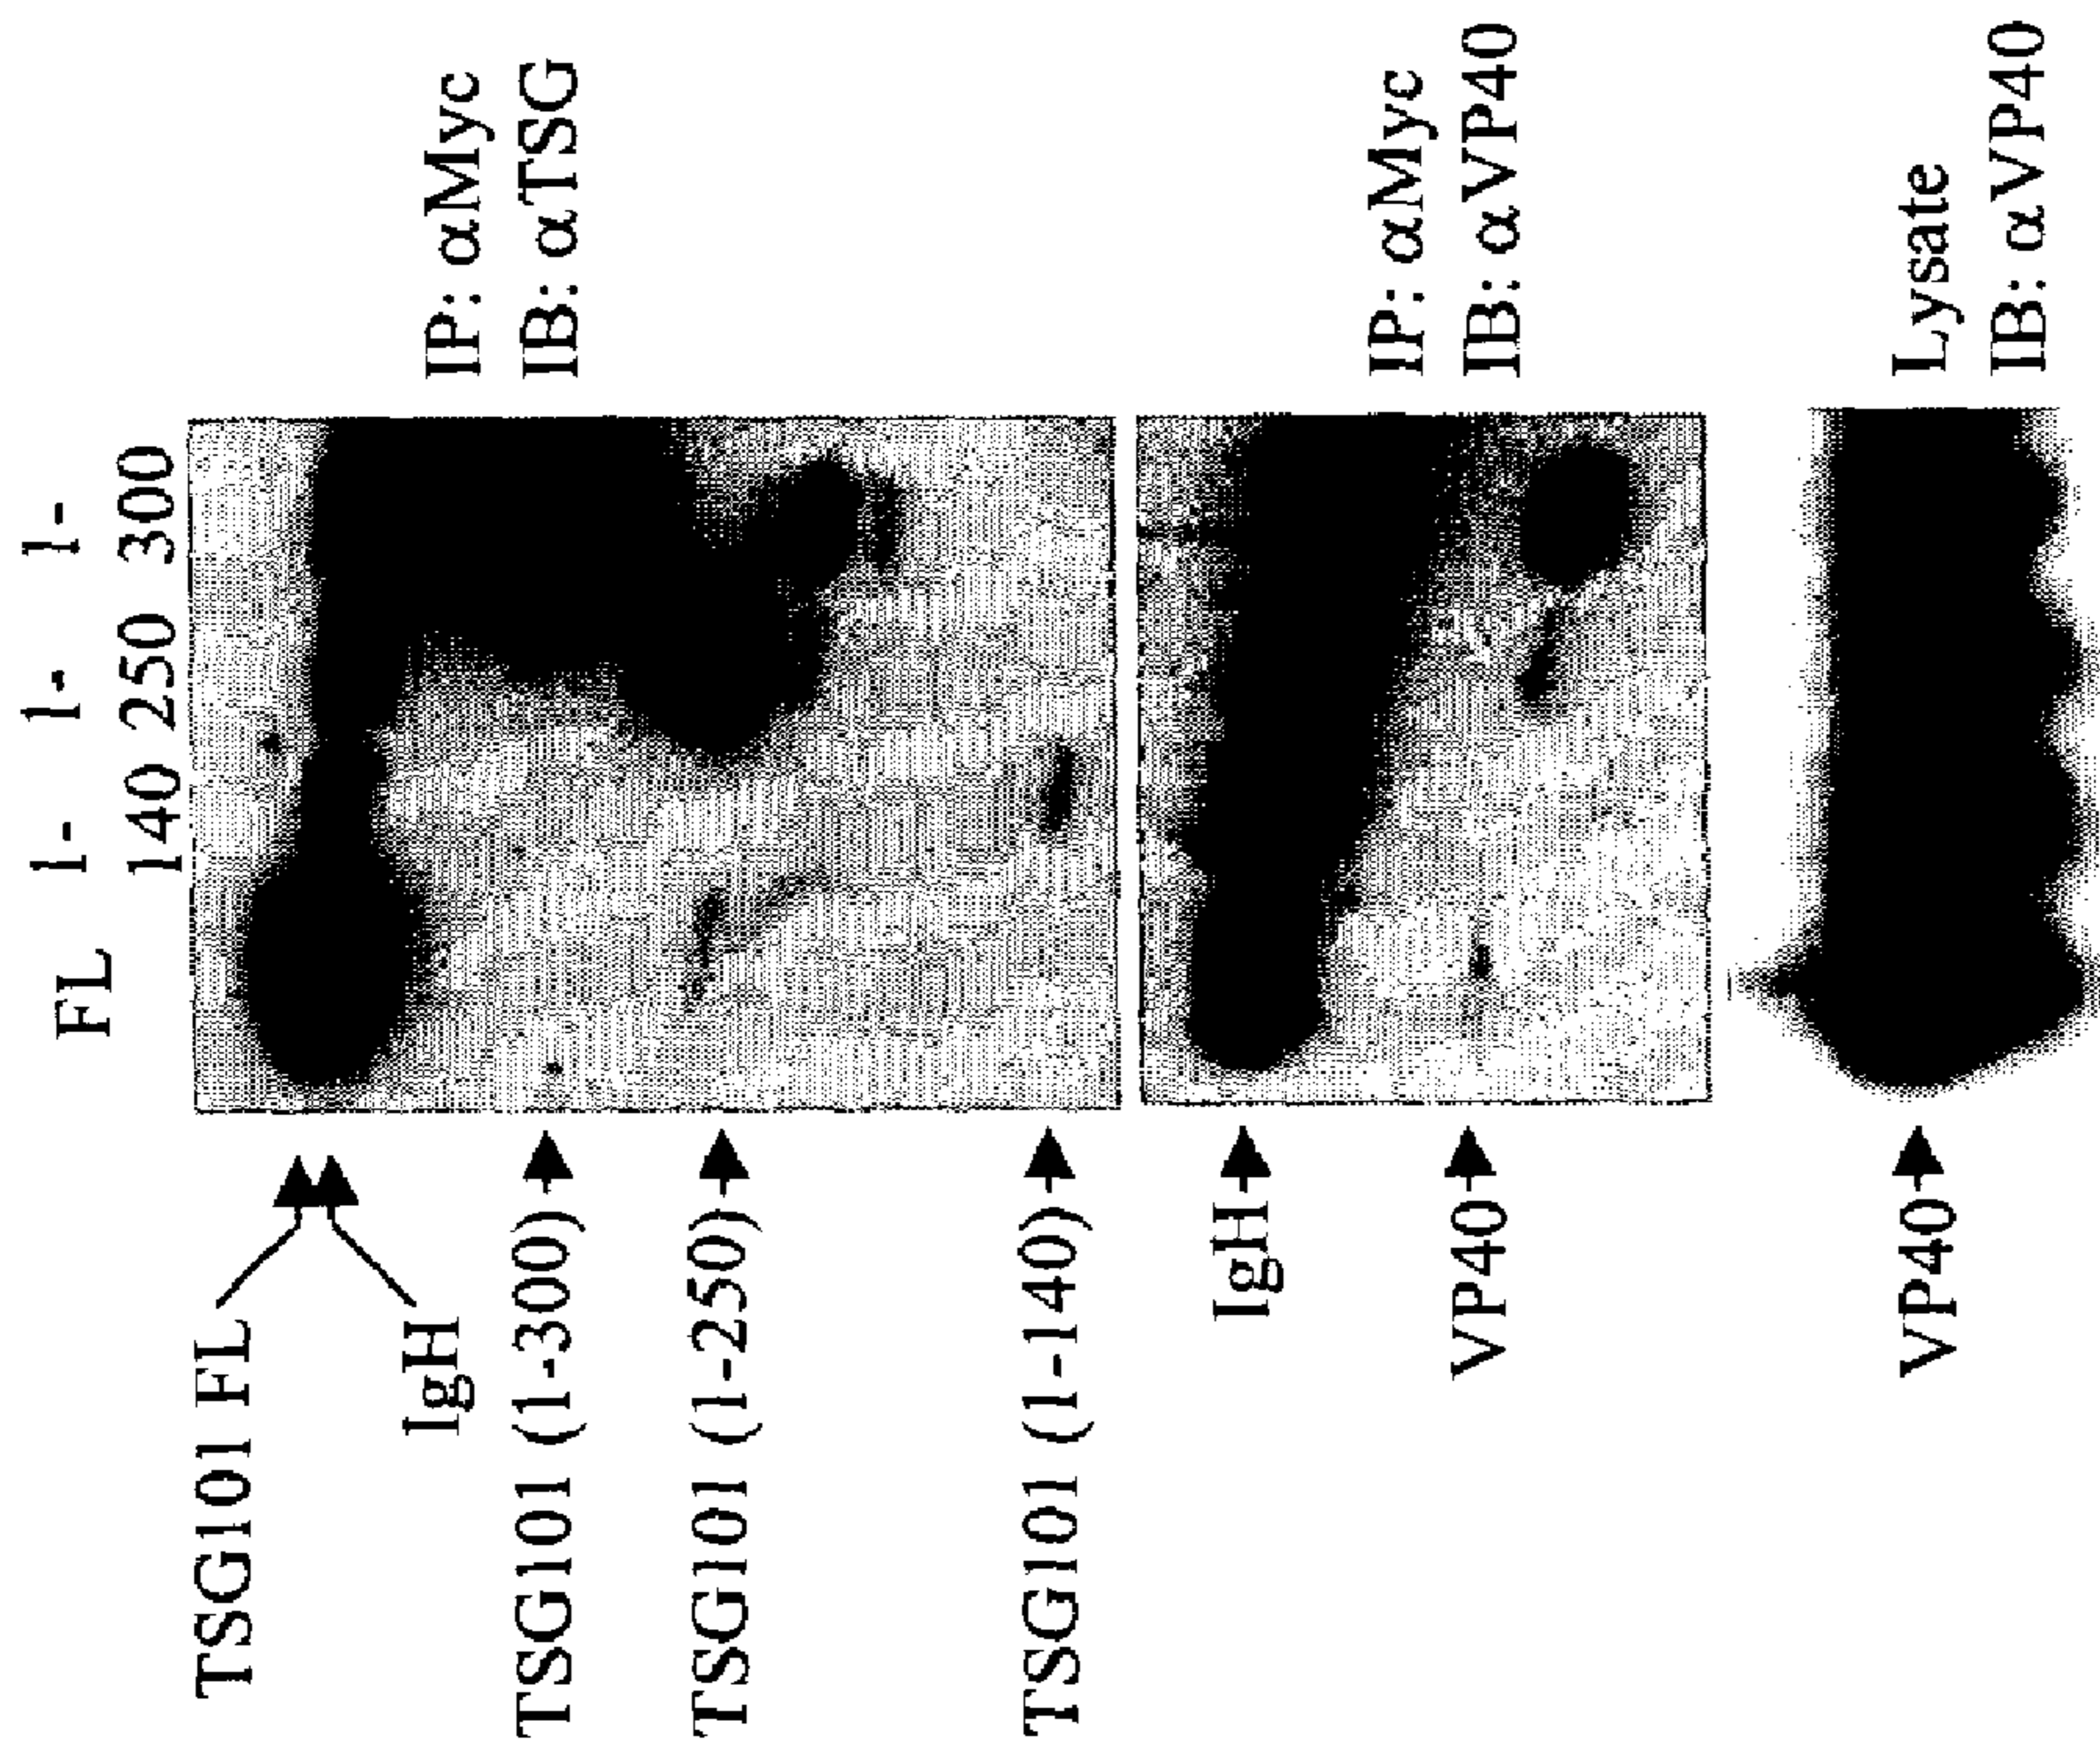 FL
1-
140
1-
250
1-
300
TSG101 FL
IgH
TSG101 (1-300)
TSG101 (1-250)
TSG101 (1-140)
IP: αMyc
IB: αTSG
IgH
VP40
IP: αMyc
IB: αVP40
VP40
Lysate
IB: αVP40